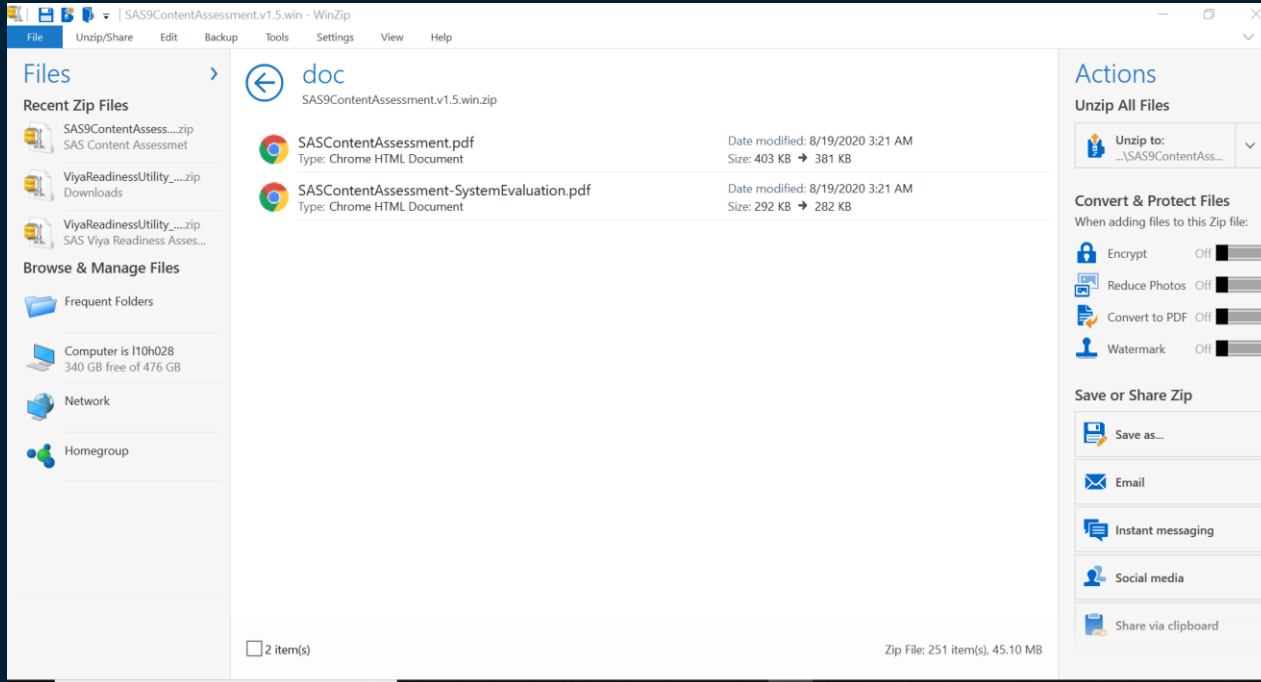 SAS9ContentAssessment.v1.5.win - WinZip
File Unzip/Share Edit Backup Tools Settings View Help
Files
Recent Zip Files
SAS9ContentAssess....zip
SAS Content Assessmet
ViyaReadinessUtility_....zip
Downloads
ViyaReadinessUtility_....zip
SAS Viya Readiness Asses...
Browse & Manage Files
Frequent Folders
Computer is l10h028
340 GB free of 476 GB
Network
Homegroup
doc
SAS9ContentAssessment.v1.5.win.zip
SASContentAssessment.pdf
Type: Chrome HTML Document
Date modified: 8/19/2020 3:21 AM
Size: 403 KB → 381 KB
SASContentAssessment-SystemEvaluation.pdf
Type: Chrome HTML Document
Date modified: 8/19/2020 3:21 AM
Size: 292 KB → 282 KB
2 item(s)
Zip File: 251 item(s), 45.10 MB
Actions
Unzip All Files
Unzip to:
...\SAS9ContentAss...
Convert & Protect Files
When adding files to this Zip file:
Encrypt Off
Reduce Photos Off
Convert to PDF Off
Watermark Off
Save or Share Zip
Save as...
Email
Instant messaging
Social media
Share via clipboard